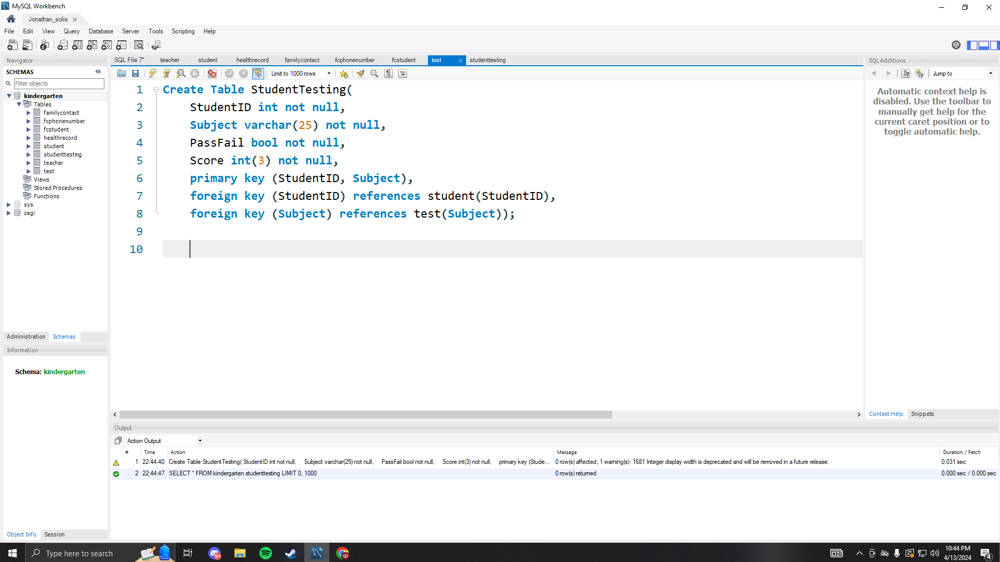 MySQL Workbench
Jonathan_solis
File Edit View Query Database Server Tools Scripting Help
Navigator
SCHEMAS
Filter objects
kindergarten
Tables
familycontact
fcphonenumber
fcstudent
healthrecord
student
studenttesting
teacher
test
Views
Stored Procedures
Functions
sys
zagi
Administration Schemas
Information
Schema: kindergarten
Object Info Session
SQL File 7* teacher student healthrecord familycontact fcphonenumber fcstudent test studenttesting
Limit to 1000 rows
1 Create Table StudentTesting(
2 StudentID int not null,
3 Subject varchar(25) not null,
4 PassFail bool not null,
5 Score int(3) not null,
6 primary key (StudentID, Subject),
7 foreign key (StudentID) references student(StudentID),
8 foreign key (Subject) references test(Subject));
9
10
SQLAdditions
Jump to
Automatic context help is
disabled. Use the toolbar to
manually get help for the
current caret position or to
toggle automatic help.
Context Help Snippets
Output
Action Output
# Time Action Message Duration / Fetch
1 22:44:40 Create Table StudentTesting( StudentID int not null, Subject varchar(25) not null, PassFail bool not null, Score int(3) not null, primary key (Stude... 0 row(s) affected, 1 warning(s): 1681 Integer display width is deprecated and will be removed in a future release. 0.031 sec
2 22:44:47 SELECT * FROM kindergarten.studenttesting LIMIT 0, 1000 0 row(s) returned 0.000 sec / 0.000 sec
Type here to search
9+
10:44 PM
4/13/2024
4